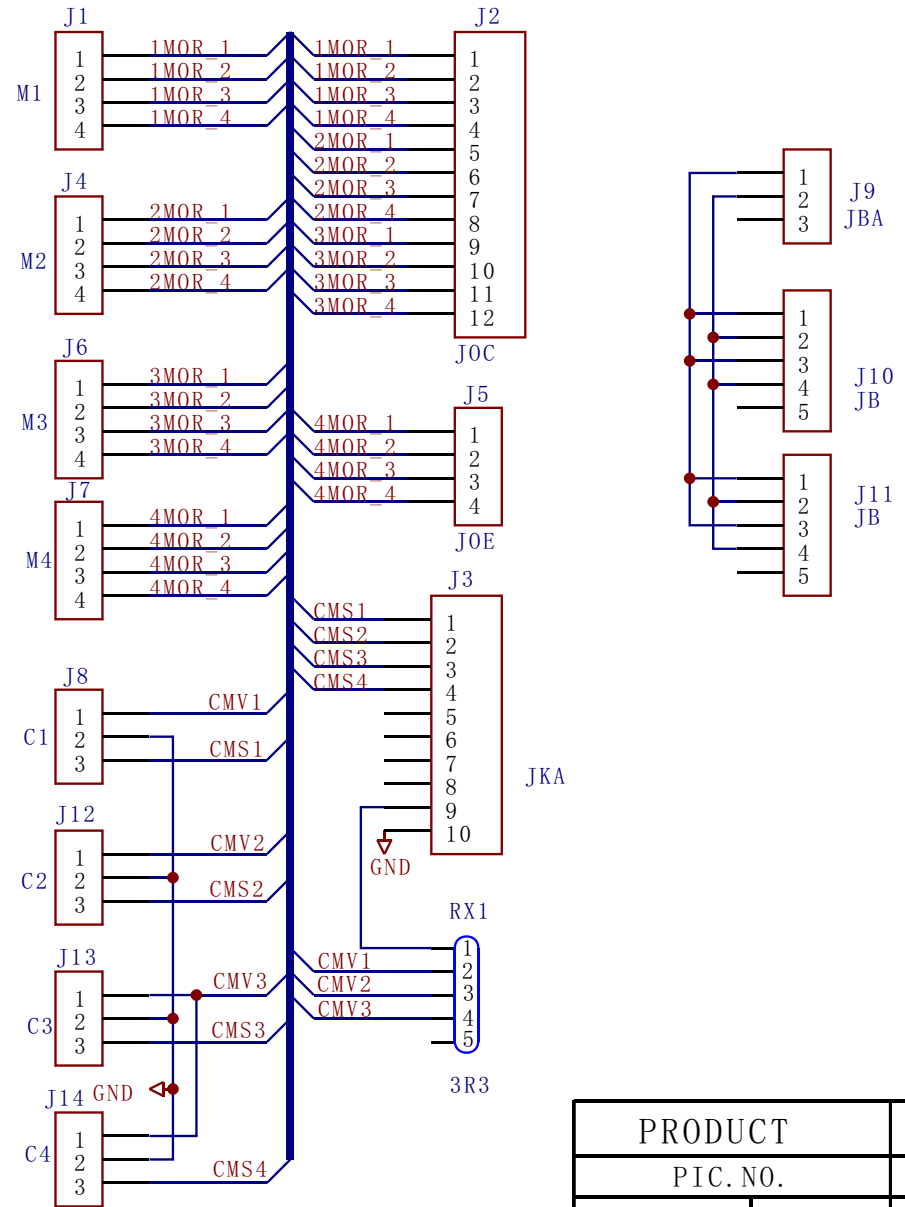 J1
M1
1 1MOR_1
2 1MOR_2
3 1MOR_3
4 1MOR_4
J4
M2
1 2MOR_1
2 2MOR_2
3 2MOR_3
4 2MOR_4
J6
M3
1 3MOR_1
2 3MOR_2
3 3MOR_3
4 3MOR_4
J7
M4
1 4MOR_1
2 4MOR_2
3 4MOR_3
4 4MOR_4
J8
C1
1 CMV1
2
3 CMS1
J12
C2
1 CMV2
2
3 CMS2
J13
C3
1 CMV3
2
3 CMS3
GND
J14
C4
1
2
3 CMS4
J2
1MOR_1 1
1MOR_2 2
1MOR_3 3
1MOR_4 4
2MOR_1 5
2MOR_2 6
2MOR_3 7
2MOR_4 8
3MOR_1 9
3MOR_2 10
3MOR_3 11
3MOR_4 12
JOC
J5
4MOR_1 1
4MOR_2 2
4MOR_3 3
4MOR_4 4
JOE
J3
CMS1 1
CMS2 2
CMS3 3
CMS4 4
5
6
7
8
9
10
JKA
GND
RX1
1
CMV1 2
CMV2 3
CMV3 4
5
3R3
J9
JBA
1
2
3
J10
JB
1
2
3
4
5
J11
JB
1
2
3
4
5
PRODUCT
PIC.NO.